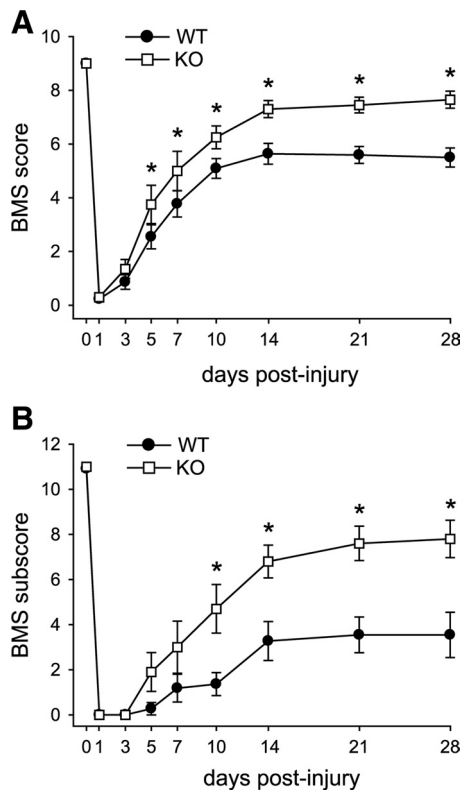 A
10
WT
KO
8
6
4
2
0
* * * * * *
BMS score
0 1 3 5 7 10 14 21 28
days post-injury
B
12
WT
KO
10
8
6
4
2
0
* * * *
BMS subscore
0 1 3 5 7 10 14 21 28
days post-injury